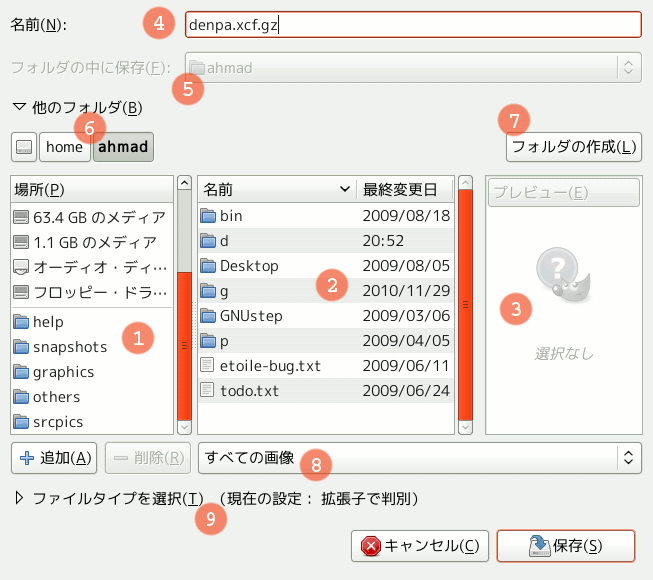 名前(N): 4 denpa.xcf.gz
フォルダの中に保存(F): ahmad
5
他のフォルダ(B)
6 7
home ahmad フォルダの作成(L)
場所(P) 名前 最終変更日 プレビュー(E)
63.4 GB のメディア bin 2009/08/18
1.1 GB のメディア d 20:52
オーディオ・ディ… Desktop 2009/08/05
フロッピー・ドラ… g 2 2010/11/29
help GNUstep 2009/03/06 3
snapshots 1 p 2009/04/05 選択なし
graphics etoile-bug.txt 2009/06/11
others todo.txt 2009/06/24
srcpics
追加(A) 削除(R) すべての画像 8
ファイルタイプを選択(T) (現在の設定： 拡張子で判別)
9
キャンセル(C) 保存(S)